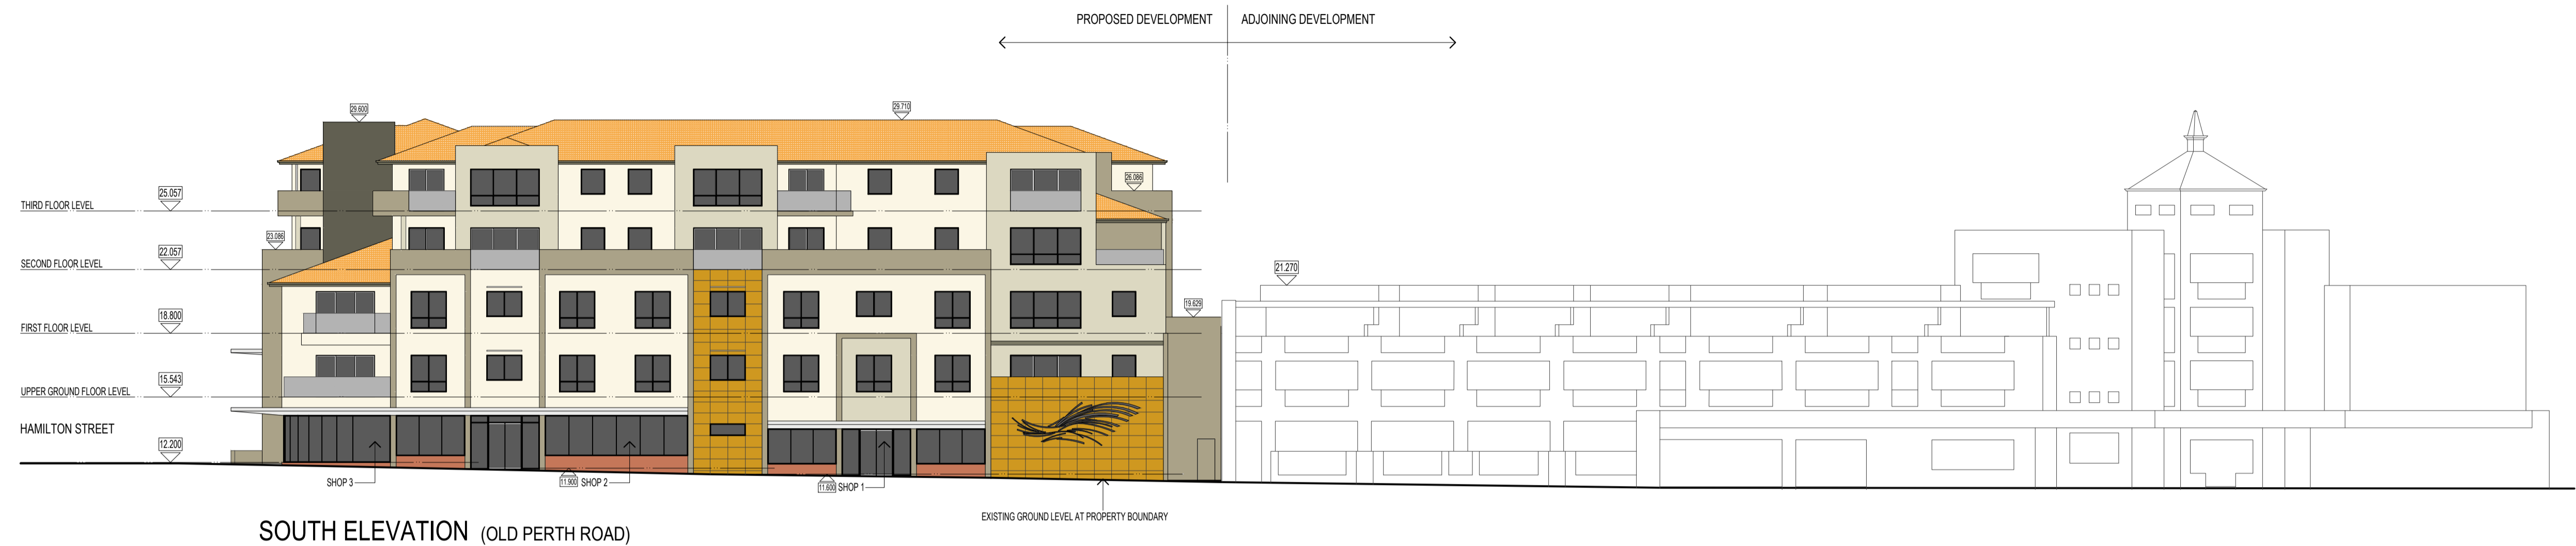 PROPOSED DEVELOPMENT
ADJOINING DEVELOPMENT
29.600
29.710
26.086
THIRD FLOOR LEVEL 25.057
23.086
SECOND FLOOR LEVEL 22.057
21.270
19.629
FIRST FLOOR LEVEL 18.800
UPPER GROUND FLOOR LEVEL 15.543
HAMILTON STREET
12.200
SHOP 3
11.900
SHOP 2
11.600
SHOP 1
EXISTING GROUND LEVEL AT PROPERTY BOUNDARY
SOUTH ELEVATION (OLD PERTH ROAD)